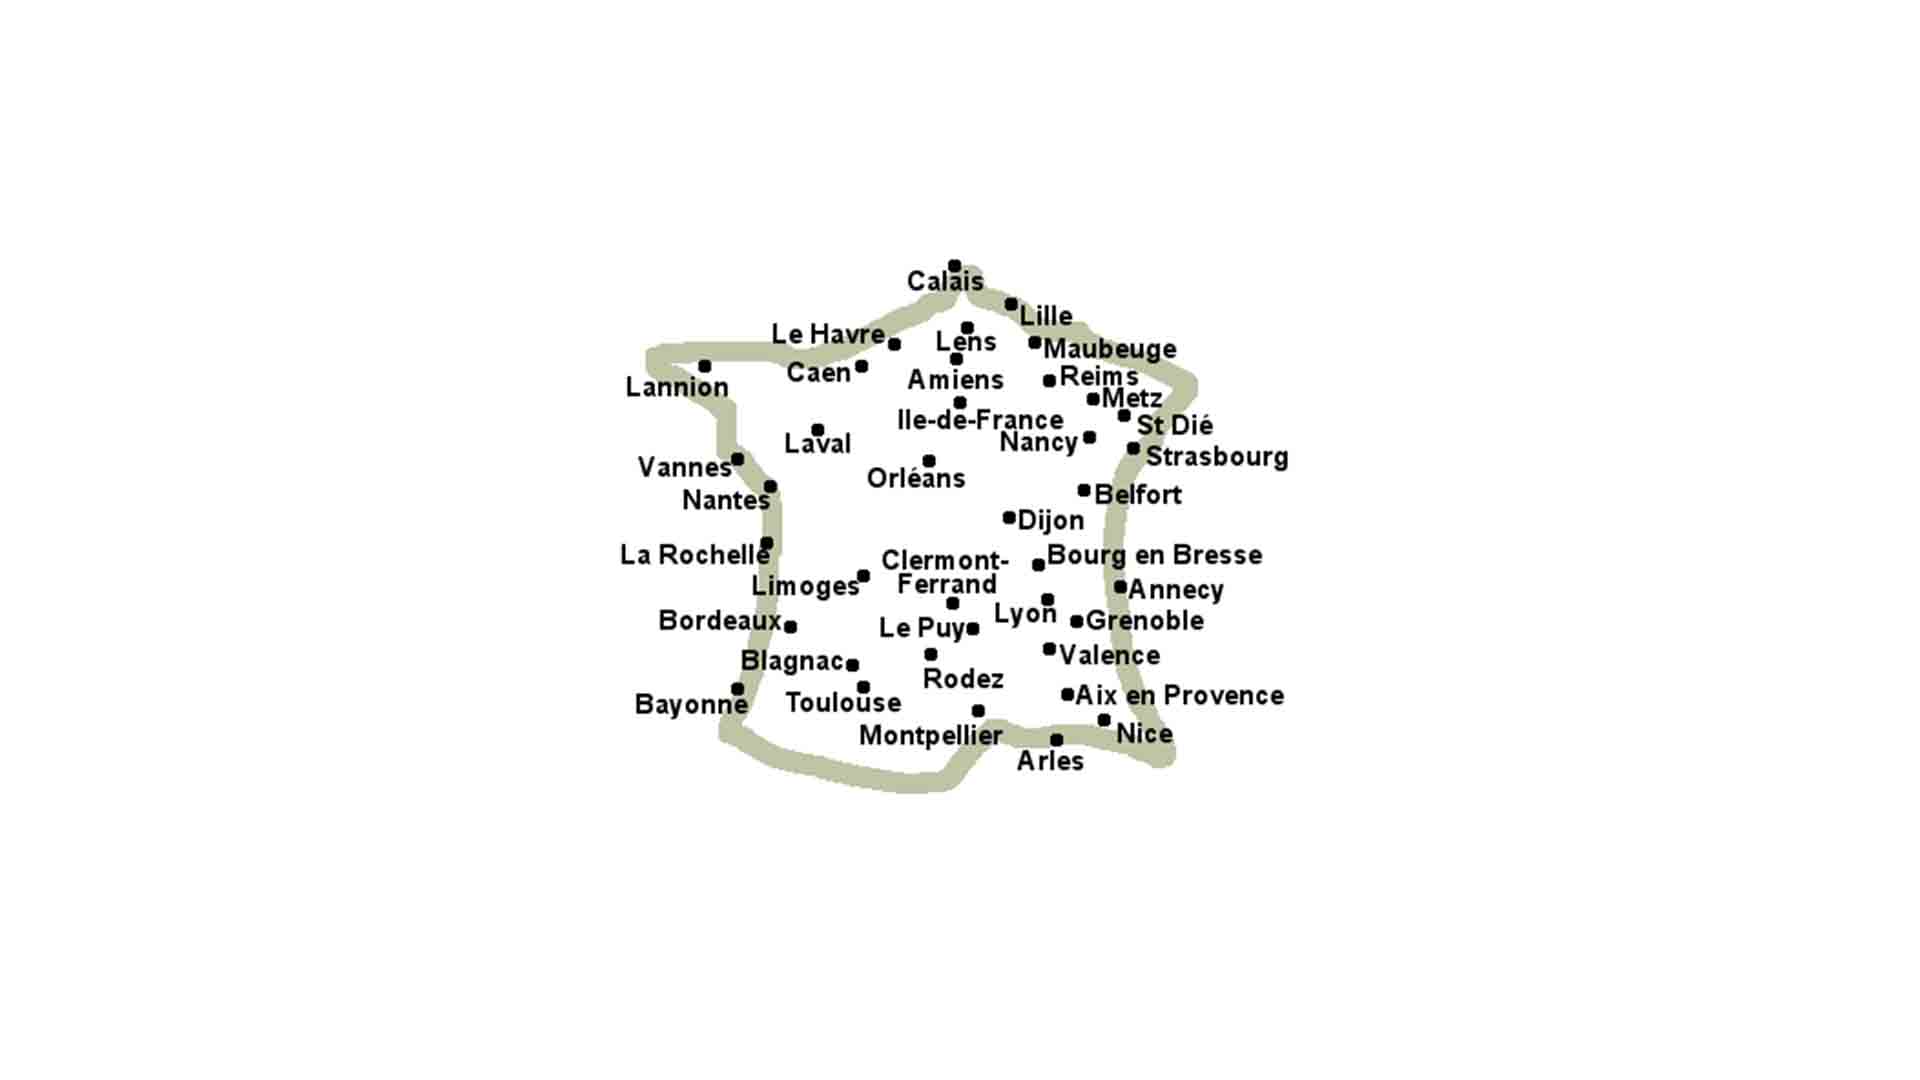 Calais
Lille
Le Havre
Lens
Maubeuge
Caen
Amiens
Reims
Lannion
Metz
Ile-de-France
St Dié
Laval
Nancy
Strasbourg
Vannes
Orléans
Nantes
Belfort
Dijon
La Rochelle
Clermont-
Ferrand
Bourg en Bresse
Limoges
Annecy
Lyon
Bordeaux
Le Puy
Grenoble
Blagnac
Valence
Rodez
Bayonne
Toulouse
Aix en Provence
Montpellier
Nice
Arles